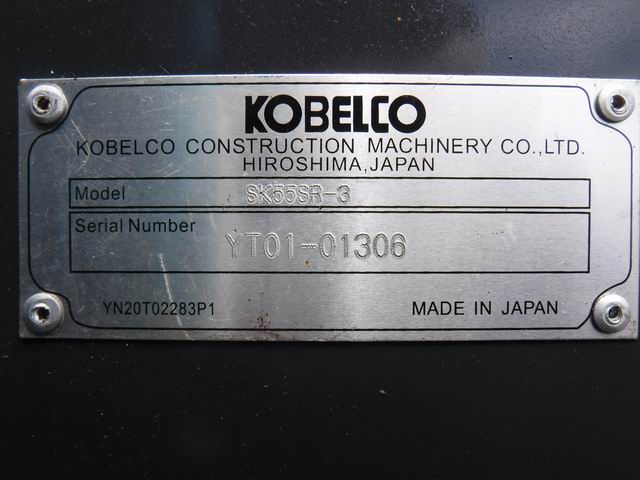 KOBELCO
KOBELCO CONSTRUCTION MACHINERY CO.,LTD.
HIROSHIMA,JAPAN
Model SK55SR-3
Serial Number
YT01-01306
YN20T02283P1 MADE IN JAPAN